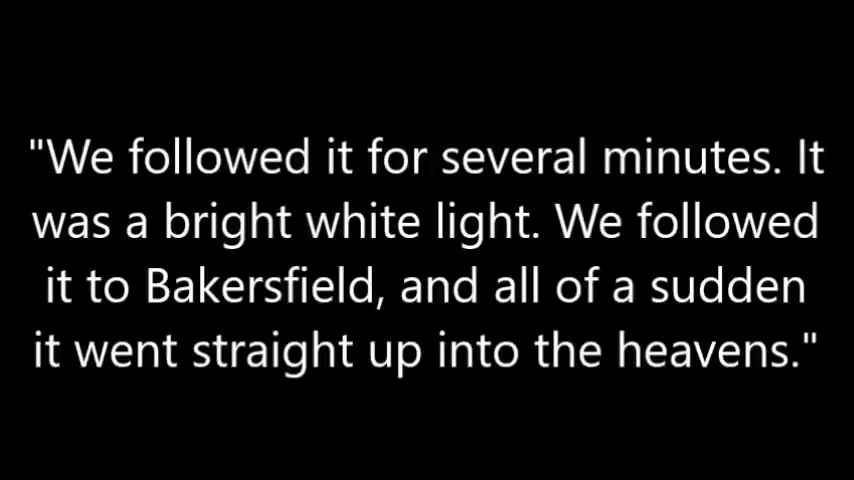 "We followed it for several minutes. It
was a bright white light. We followed
it to Bakersfield, and all of a sudden
it went straight up into the heavens."